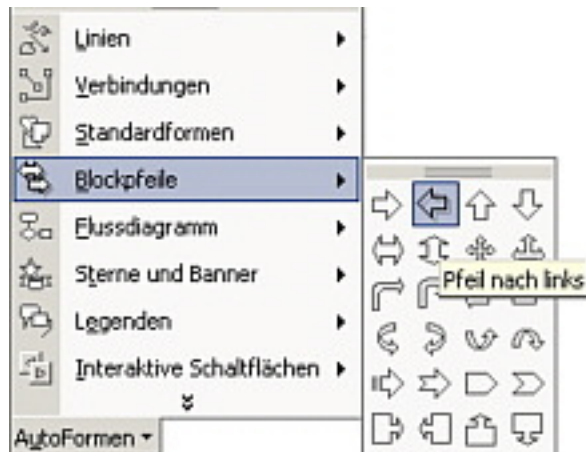 Linien
Verbindungen
Standardformen
Blockpfeile
Flussdiagramm
Sterne und Banner
Pfeil nach links
Legenden
Interaktive Schaltflächen
AutoFormen